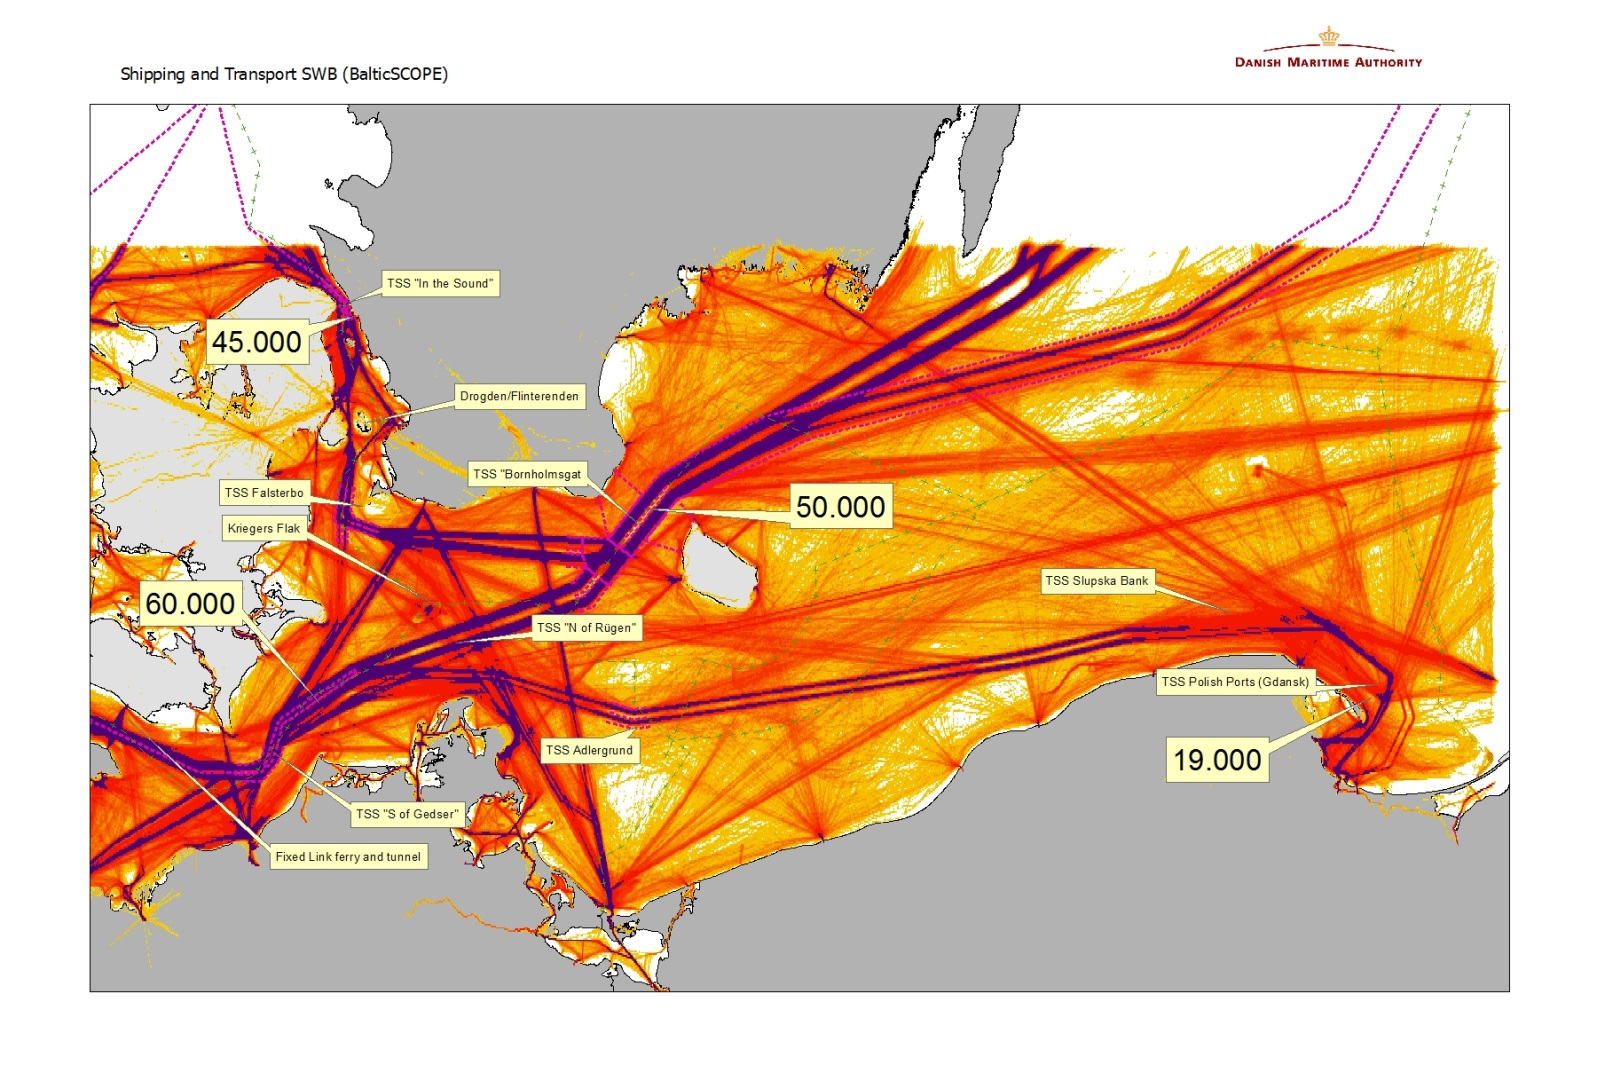 DANISH MARITIME AUTHORITY
Shipping and Transport SWB (BalticSCOPE)
TSS "In the Sound"
45.000
Drogden/Flinterenden
TSS "Bornholmsgat
TSS Falsterbo
50.000
Kriegers Flak
TSS Slupska Bank
60.000
TSS "N of Rügen"
TSS Polish Ports (Gdansk)
TSS Adlergrund
19.000
TSS "S of Gedser"
Fixed Link ferry and tunnel